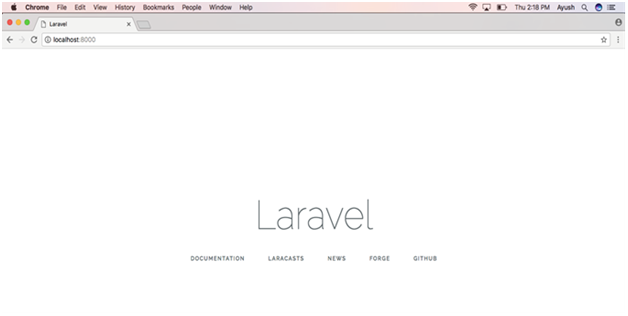 Chrome File Edit View History Bookmarks People Window Help Thu 2:18 PM Ayush
Laravel
localhost:8000
Laravel
DOCUMENTATION LARACASTS NEWS FORGE GITHUB